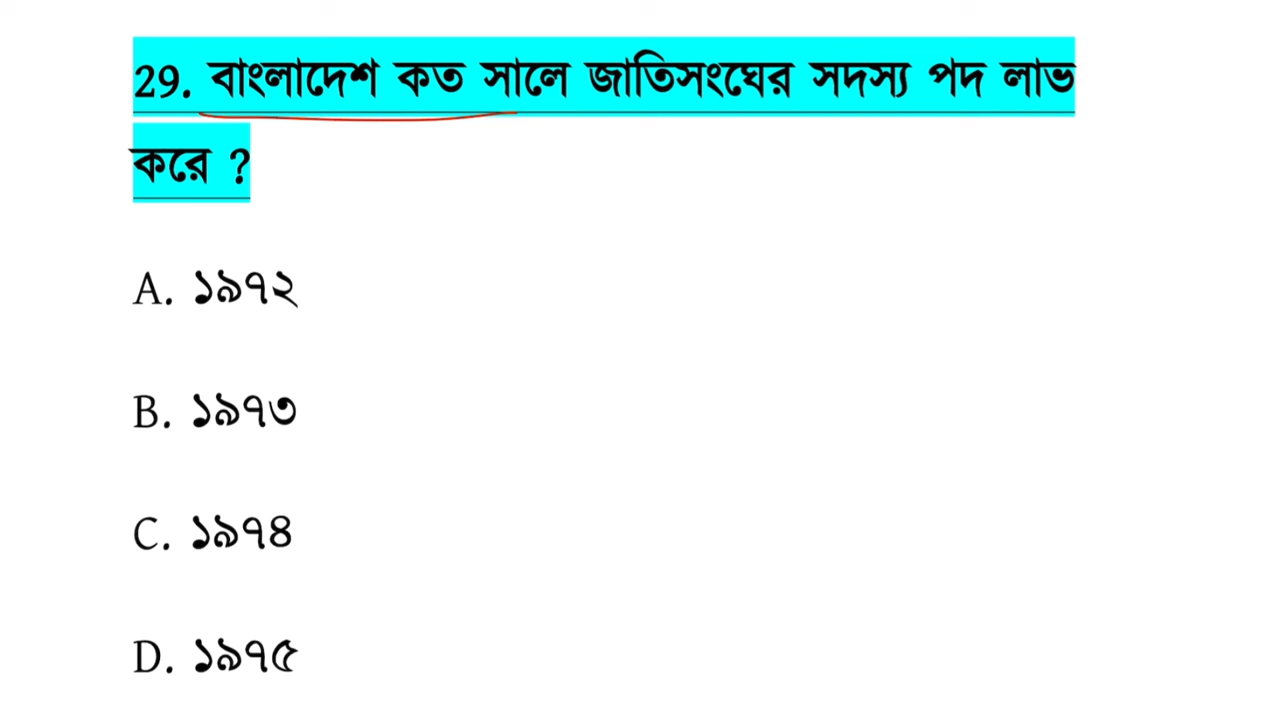 29. বাংলাদেশ কত সালে জাতিসংঘের সদস্য পদ লাভ
করে ?
A. ১৯৭২
B. ১৯৭৩
C. ১৯৭৪
D. ১৯৭৫